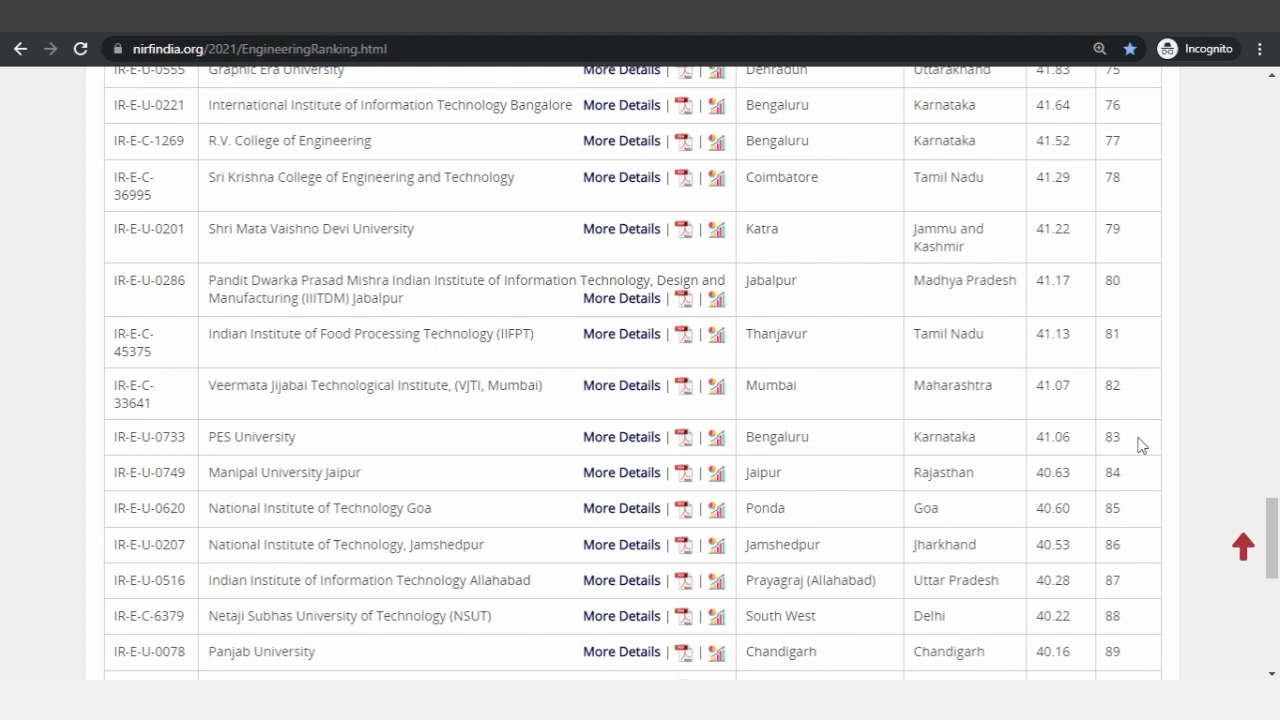 nirfindia.org/2021/EngineeringRanking.html Incognito
IR-E-U-0555 Graphic Era University More Details | | Dehradun Uttarakhand 41.83 75
IR-E-U-0221 International Institute of Information Technology Bangalore More Details | | Bengaluru Karnataka 41.64 76
IR-E-C-1269 R.V. College of Engineering More Details | | Bengaluru Karnataka 41.52 77
IR-E-C- Sri Krishna College of Engineering and Technology More Details | | Coimbatore Tamil Nadu 41.29 78
36995
IR-E-U-0201 Shri Mata Vaishno Devi University More Details | | Katra Jammu and 41.22 79
Kashmir
IR-E-U-0286 Pandit Dwarka Prasad Mishra Indian Institute of Information Technology, Design and Jabalpur Madhya Pradesh 41.17 80
Manufacturing (IIITDM) Jabalpur More Details | |
IR-E-C- Indian Institute of Food Processing Technology (IIFPT) More Details | | Thanjavur Tamil Nadu 41.13 81
45375
IR-E-C- Veermata Jijabai Technological Institute, (VJTI, Mumbai) More Details | | Mumbai Maharashtra 41.07 82
33641
IR-E-U-0733 PES University More Details | | Bengaluru Karnataka 41.06 83
IR-E-U-0749 Manipal University Jaipur More Details | | Jaipur Rajasthan 40.63 84
IR-E-U-0620 National Institute of Technology Goa More Details | | Ponda Goa 40.60 85
IR-E-U-0207 National Institute of Technology, Jamshedpur More Details | | Jamshedpur Jharkhand 40.53 86
IR-E-U-0516 Indian Institute of Information Technology Allahabad More Details | | Prayagraj (Allahabad) Uttar Pradesh 40.28 87
IR-E-C-6379 Netaji Subhas University of Technology (NSUT) More Details | | South West Delhi 40.22 88
IR-E-U-0078 Panjab University More Details | | Chandigarh Chandigarh 40.16 89